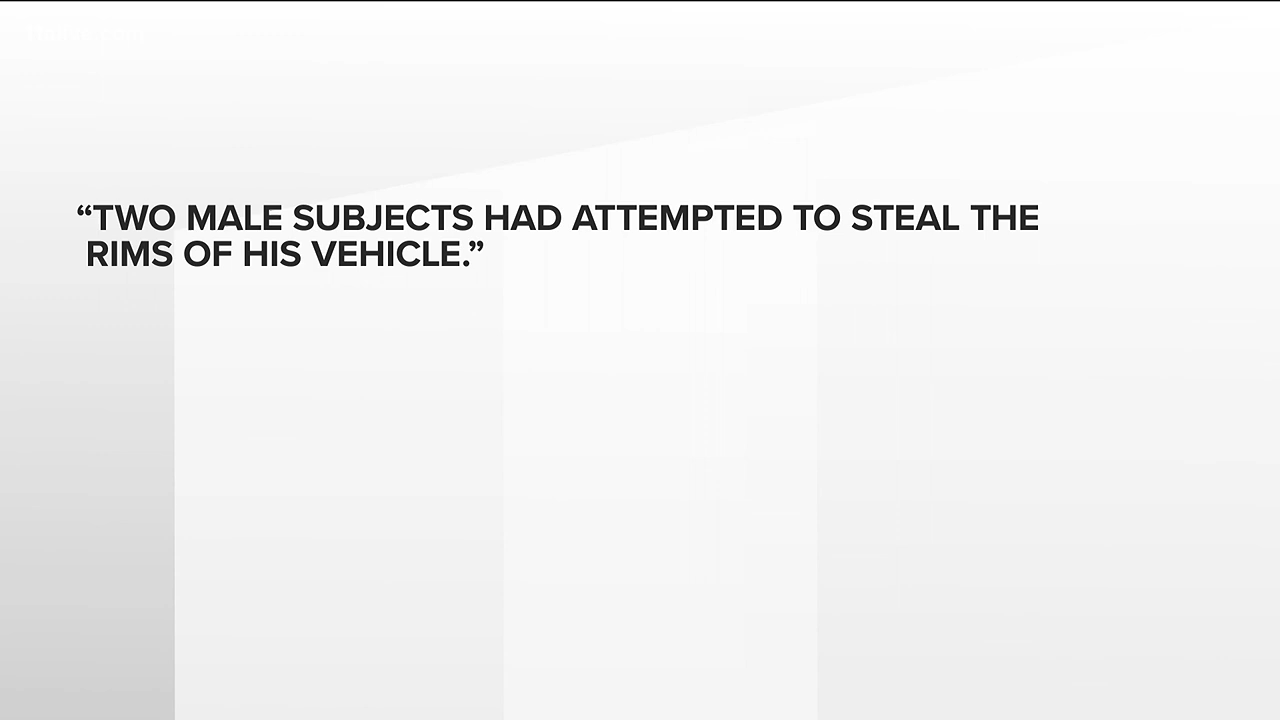 “TWO MALE SUBJECTS HAD ATTEMPTED TO STEAL THE
RIMS OF HIS VEHICLE.”